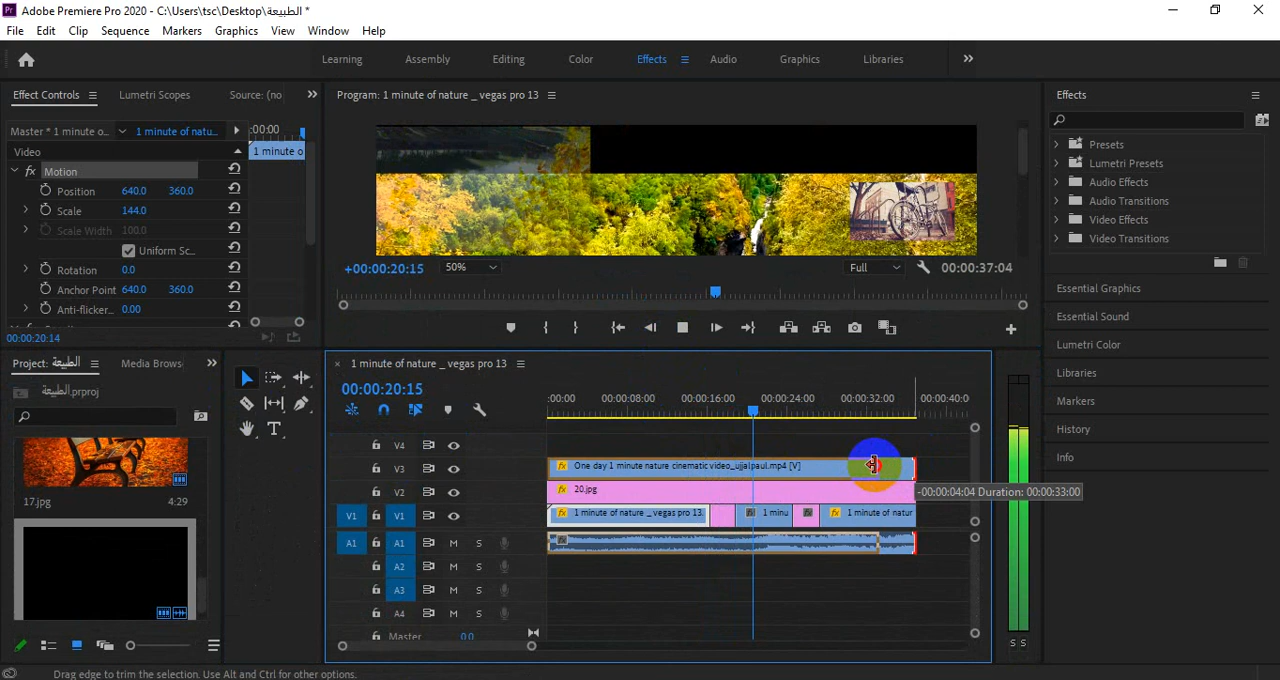 Pr Adobe Premiere Pro 2020 - C:\Users\tsc\Desktop\الطبيعة *
File Edit Clip Sequence Markers Graphics View Window Help
Learning Assembly Editing Color Effects Audio Graphics Libraries
Effect Controls Lumetri Scopes Source: (no
Program: 1 minute of nature _ vegas pro 13
Effects
Master * 1 minute o... 1 minute of natu... :00:00
Video 1 minute o
fx Motion
Position 640.0 360.0
Scale 144.0
Scale Width 100.0
Uniform Sc...
Rotation 0.0
Anchor Point 640.0 360.0
Anti-flicker... 0.00
00:00:20:14
+00:00:20:15 50% Full 00:00:37:04
Presets
Lumetri Presets
Audio Effects
Audio Transitions
Video Effects
Video Transitions
Essential Graphics
Essential Sound
Lumetri Color
Libraries
Markers
History
Info
Project: الطبيعة Media Brows
الطبيعة.prproj
17.jpg 4:29
1 minute of nature _ vegas pro 13
00:00:20:15
:00:00 00:00:08:00 00:00:16:00 00:00:24:00 00:00:32:00 00:00:40:0
V4
V3 fx One day 1 minute nature cinematic video_ujjalpaul.mp4 [V]
V2 fx 20.jpg
-00:00:04:04 Duration: 00:00:33:00
V1 V1 fx 1 minute of nature _ vegas pro 13. fx 1 minu fx fx 1 minute of natur
A1 A1 M S fx
A2 M S
A3 M S
A4 M S
Master 0.0
S S
Drag edge to trim the selection. Use Alt and Ctrl for other options.